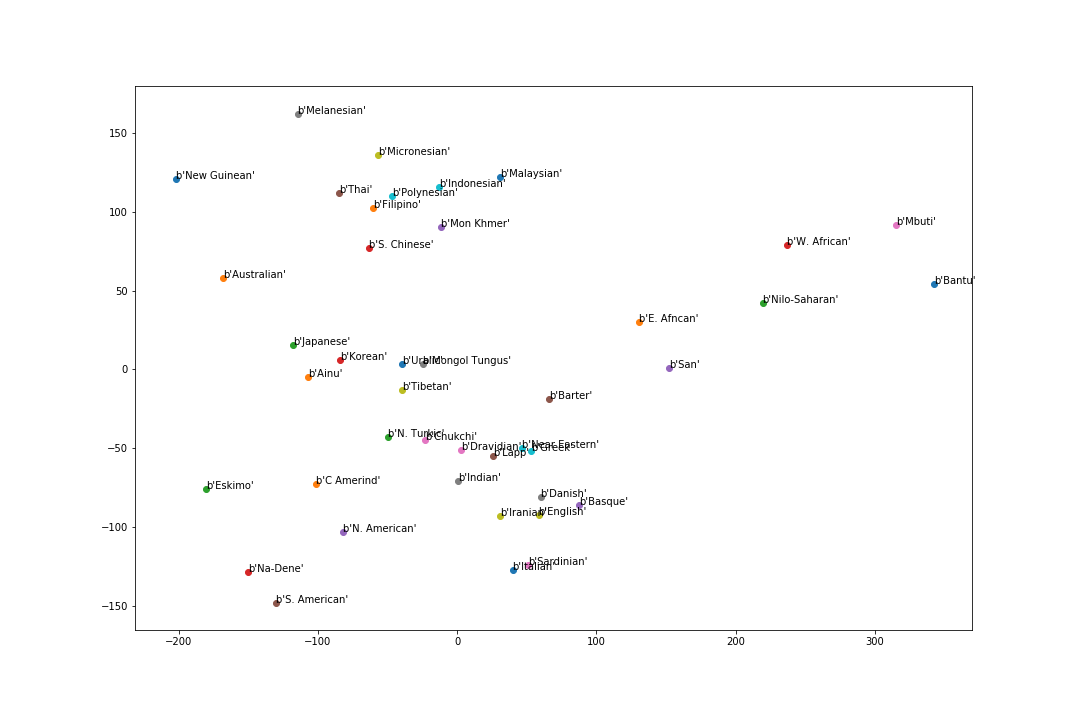 150
100
50
0
−50
−100
−150
−200
−100
0
100
200
300
b'Melanesian'
b'Micronesian'
b'New Guinean'
b'Malaysian'
b'Indonesian'
b'Thai'
b'Polynesian'
b'Filipino'
b'Mon Khmer'
b'Mbuti'
b'S. Chinese'
b'W. African'
b'Australian'
b'Bantu'
b'Nilo-Saharan'
b'E. Afncan'
b'Japanese'
b'Korean'
b'Uralic'
b'Mongol Tungus'
b'San'
b'Ainu'
b'Tibetan'
b'Barter'
b'N. Turkic'
b'Chukchi'
b'Dravidian'
b'Near Eastern'
b'Greek'
b'Lapp'
b'Indian'
b'Eskimo'
b'C Amerind'
b'Danish'
b'Basque'
b'Iranian'
b'English'
b'N. American'
b'Sardinian'
b'Italian'
b'Na-Dene'
b'S. American'